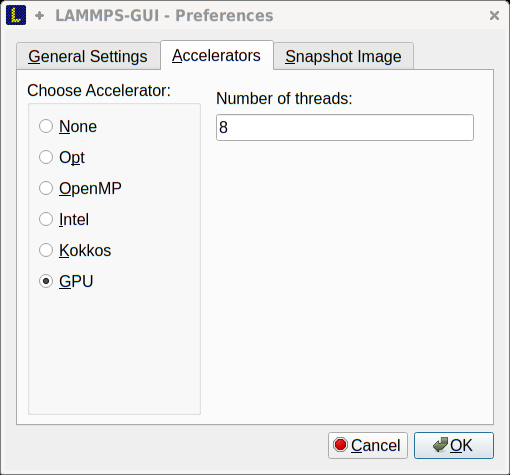 LAMMPS-GUI - Preferences
General Settings
Accelerators
Snapshot Image
Choose Accelerator:
None
Opt
OpenMP
Intel
Kokkos
GPU
Number of threads:
8
Cancel
OK